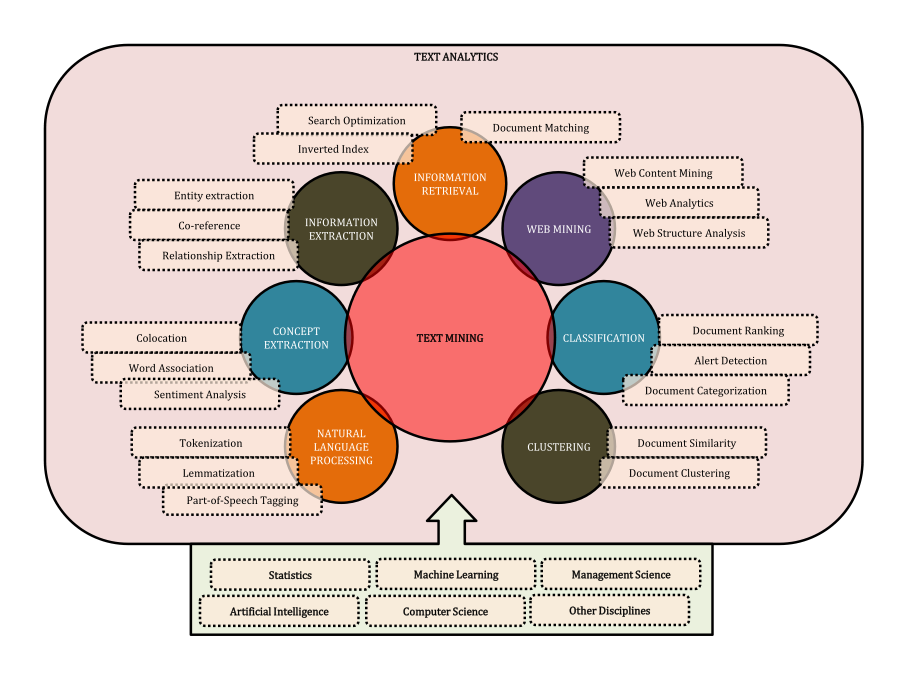 TEXT ANALYTICS
Search Optimization
Document Matching
Inverted Index
INFORMATION
RETRIEVAL
Web Content Mining
Web Analytics
Web Structure Analysis
WEB MINING
Entity extraction
Co-reference
Relationship Extraction
INFORMATION
EXTRACTION
TEXT MINING
Colocation
Word Association
Sentiment Analysis
CONCEPT
EXTRACTION
CLASSIFICATION
Document Ranking
Alert Detection
Document Categorization
Tokenization
Lemmatization
Part-of-Speech Tagging
NATURAL
LANGUAGE
PROCESSING
CLUSTERING
Document Similarity
Document Clustering
Statistics
Machine Learning
Management Science
Artificial Intelligence
Computer Science
Other Disciplines